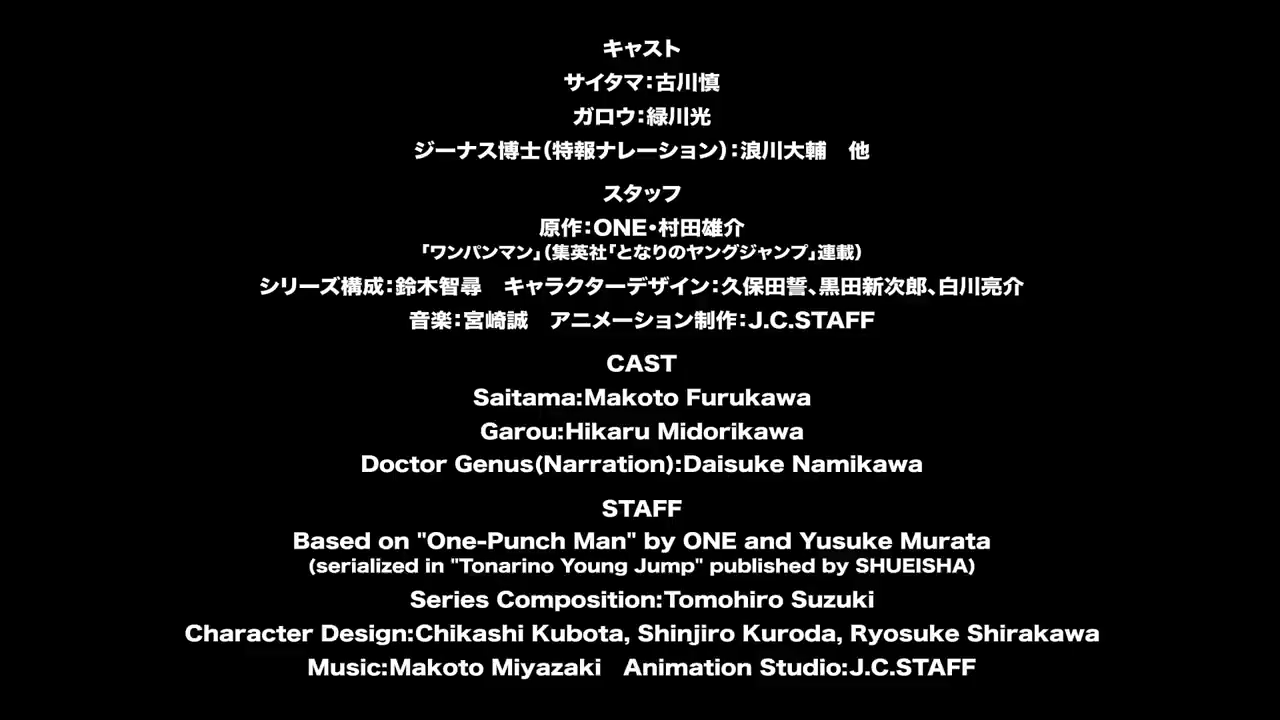 キャスト
サイタマ：古川慎
ガロウ：緑川光
ジーナス博士（特報ナレーション）：浪川大輔　他
スタッフ
原作：ONE・村田雄介
「ワンパンマン」（集英社「となりのヤングジャンプ」連載）
シリーズ構成：鈴木智尋　キャラクターデザイン：久保田誓、黒田新次郎、白川亮介
音楽：宮崎誠　アニメーション制作：J.C.STAFF
CAST
Saitama:Makoto Furukawa
Garou:Hikaru Midorikawa
Doctor Genus(Narration):Daisuke Namikawa
STAFF
Based on "One-Punch Man" by ONE and Yusuke Murata
(serialized in "Tonarino Young Jump" published by SHUEISHA)
Series Composition:Tomohiro Suzuki
Character Design:Chikashi Kubota, Shinjiro Kuroda, Ryosuke Shirakawa
Music:Makoto Miyazaki　Animation Studio:J.C.STAFF